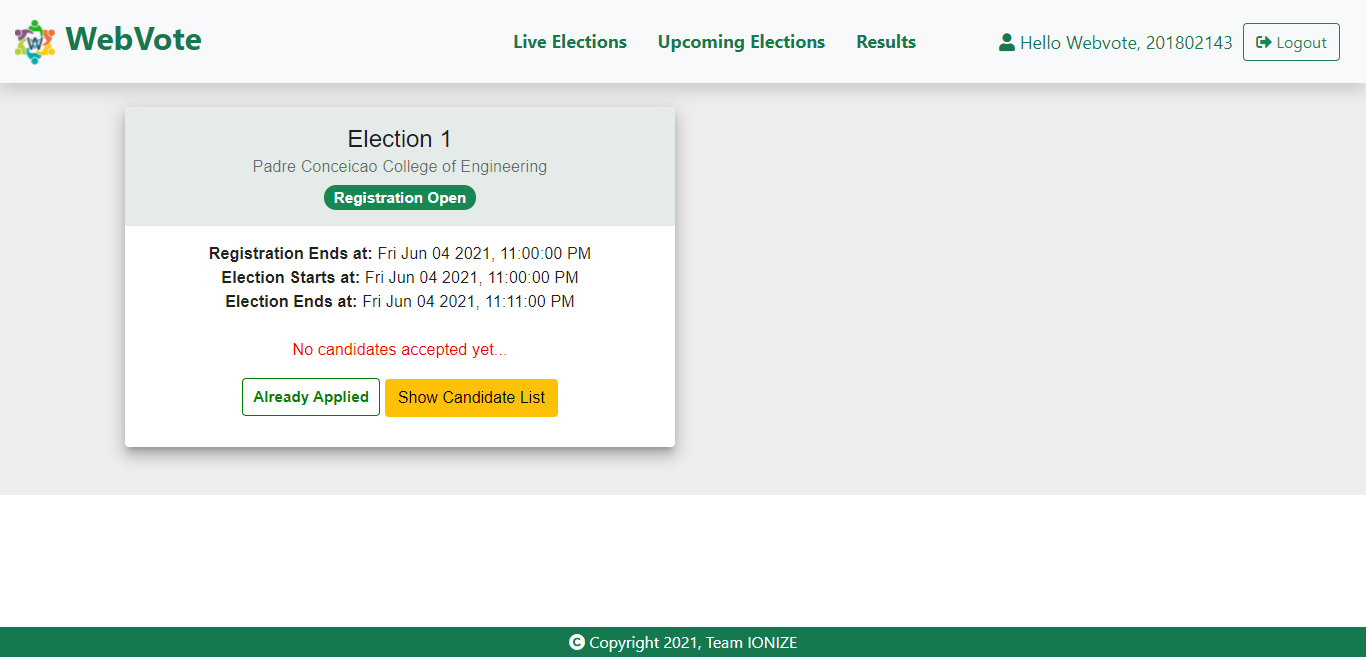 WebVote
Live Elections
Upcoming Elections
Results
Hello Webvote, 201802143
Logout
Election 1
Padre Conceicao College of Engineering
Registration Open
Registration Ends at: Fri Jun 04 2021, 11:00:00 PM
Election Starts at: Fri Jun 04 2021, 11:00:00 PM
Election Ends at: Fri Jun 04 2021, 11:11:00 PM
No candidates accepted yet...
Already Applied
Show Candidate List
© Copyright 2021, Team IONIZE